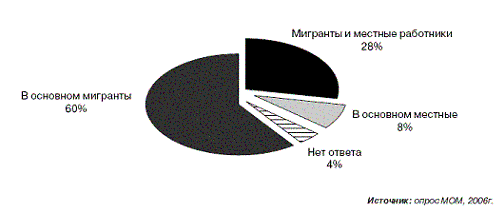 Мигранты и местные работники
28%
В основном мигранты
60%
В основном местные
8%
Нет ответа
4%
Источник: опрос МОМ, 2006г.